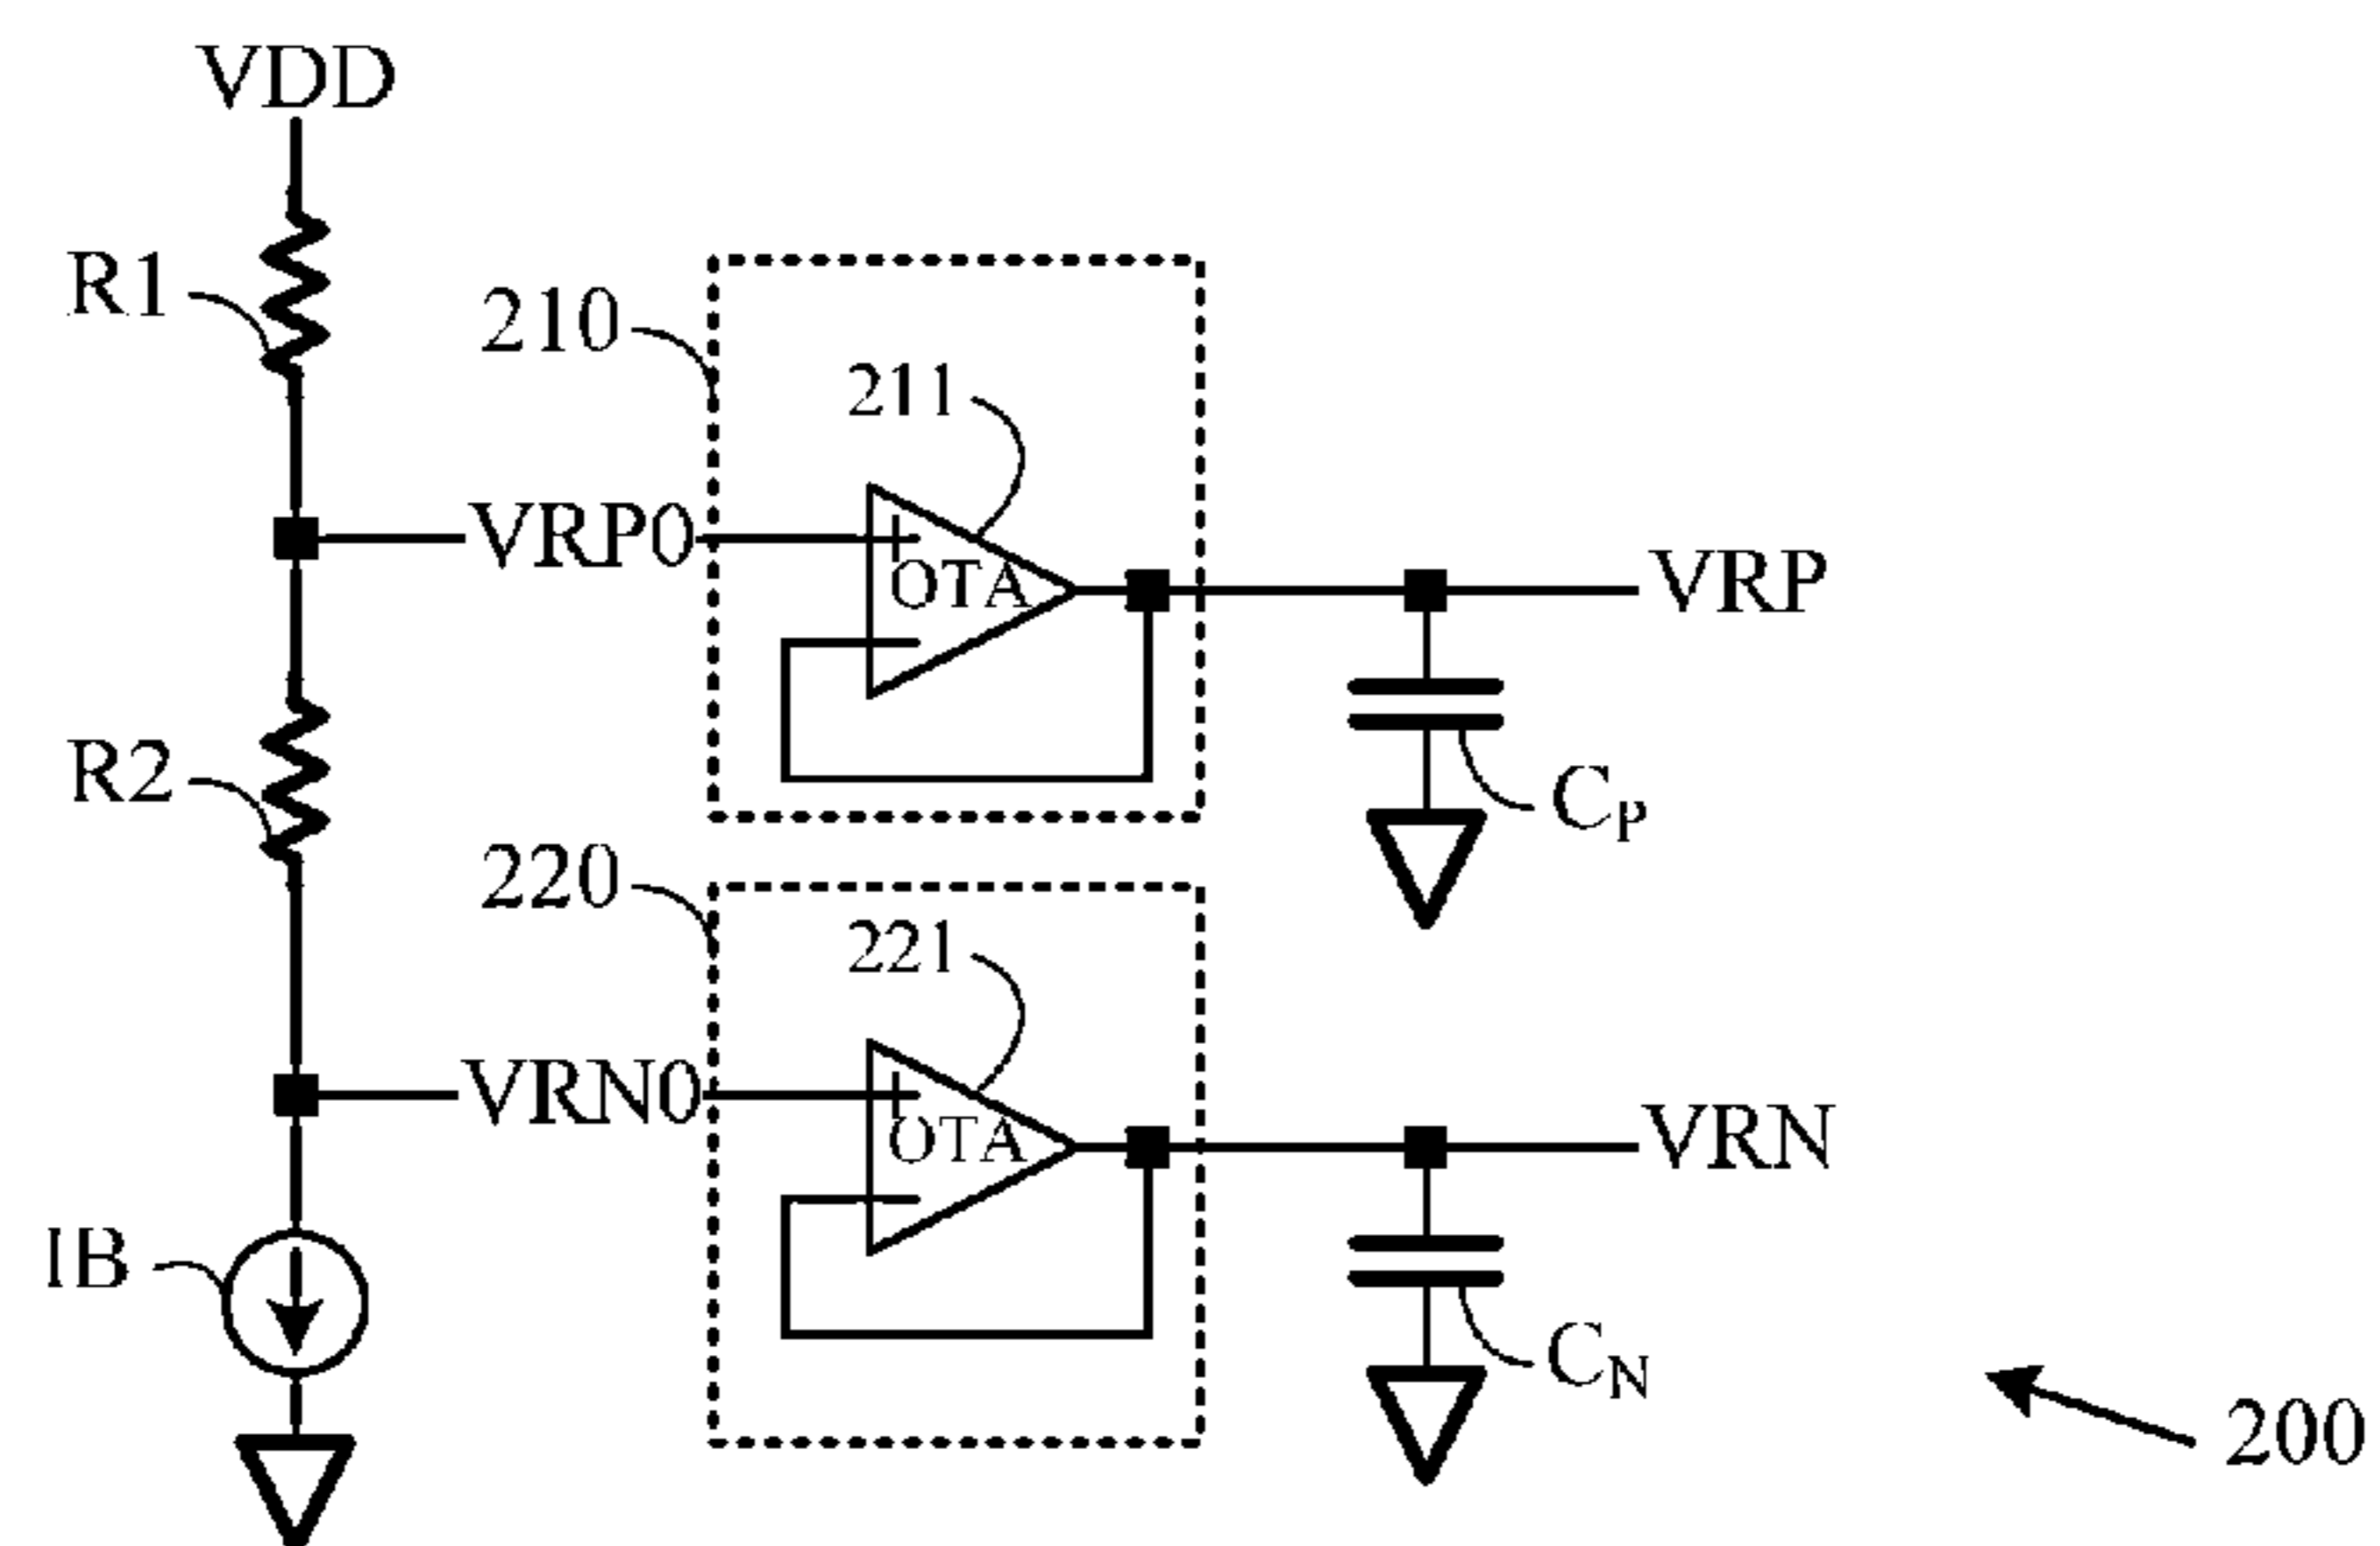 VDD
R1
210
211
VRP0
+
OTA
VRP
R2
CP
220
221
VRN0
+
OTA
VRN
IB
CN
200